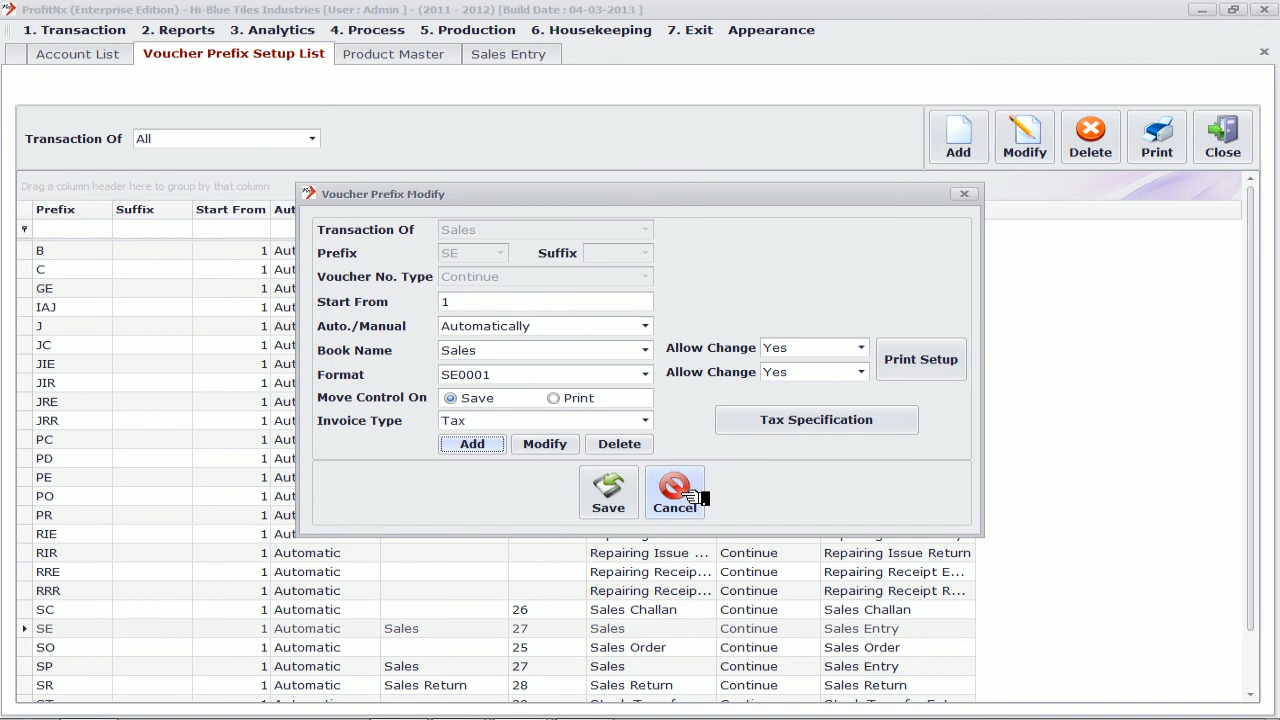 ProfitNx (Enterprise Edition) - Hi-Blue Tiles Industries [User : Admin ] - (2011 - 2012) [Build Date : 04-03-2013 ]
1. Transaction 2. Reports 3. Analytics 4. Process 5. Production 6. Housekeeping 7. Exit Appearance
Account List Voucher Prefix Setup List Product Master Sales Entry
Transaction Of All
Add Modify Delete Print Close
Drag a column header here to group by that column
Voucher Prefix Modify
Prefix Suffix Start From
Transaction Of Sales
Prefix SE Suffix
Voucher No. Type Continue
Start From 1
Auto./Manual Automatically
Book Name Sales Allow Change Yes
Format SE0001 Allow Change Yes
Print Setup
Move Control On Save Print
Invoice Type Tax
Tax Specification
Add Modify Delete
Save Cancel
B 1
C 1
GE 1
IAJ 1
J 1
JC 1
JIE 1
JIR 1
JRE 1
JRR 1
PC 1
PD 1
PE 1
PO 1
PR 1
RIE 1
RIR 1 Automatic Repairing Issue ... Continue Repairing Issue Return
RRE 1 Automatic Repairing Receip... Continue Repairing Receipt E...
RRR 1 Automatic Repairing Receip... Continue Repairing Receipt R...
SC 1 Automatic 26 Sales Challan Continue Sales Challan
SE 1 Automatic Sales 27 Sales Continue Sales Entry
SO 1 Automatic 25 Sales Order Continue Sales Order
SP 1 Automatic Sales 27 Sales Continue Sales Entry
SR 1 Automatic Sales Return 28 Sales Return Continue Sales Return